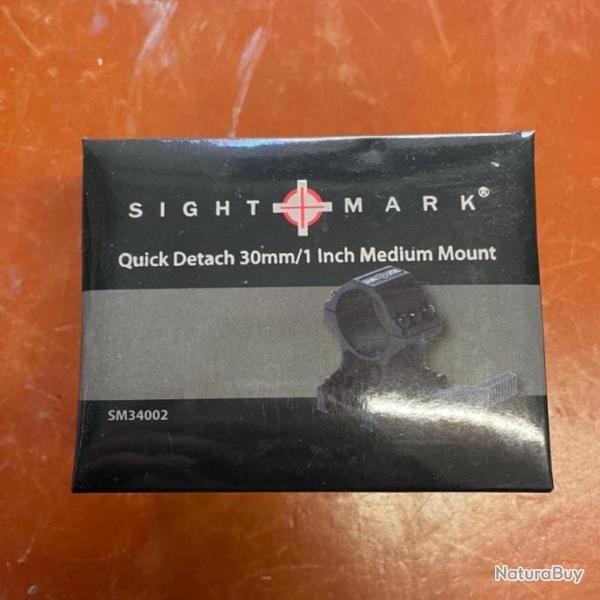 SIGHT MARK®
Quick Detach 30mm/1 Inch Medium Mount
SM34002
NaturaBuy